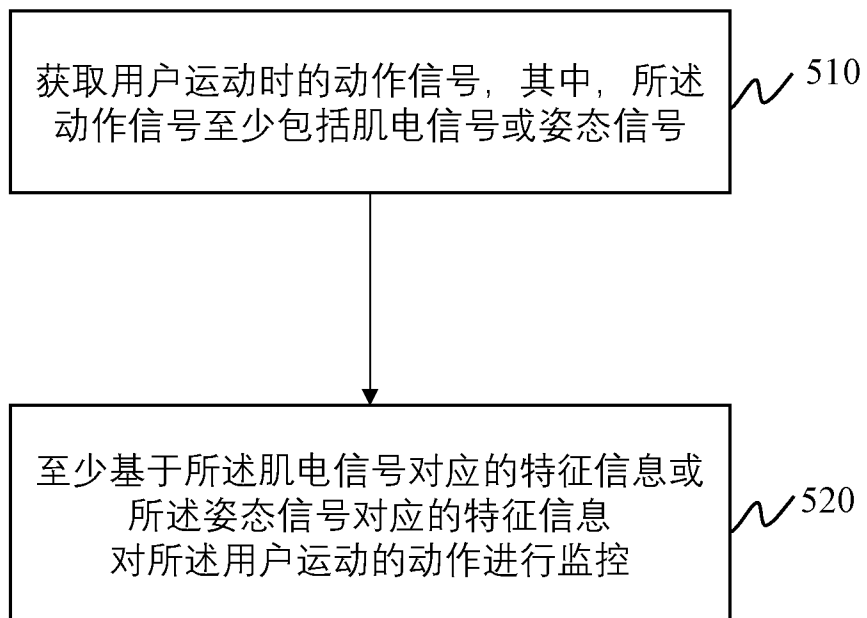 获取用户运动时的动作信号，其中，所述
动作信号至少包括肌电信号或姿态信号
510
至少基于所述肌电信号对应的特征信息或
所述姿态信号对应的特征信息
对所述用户运动的动作进行监控
520